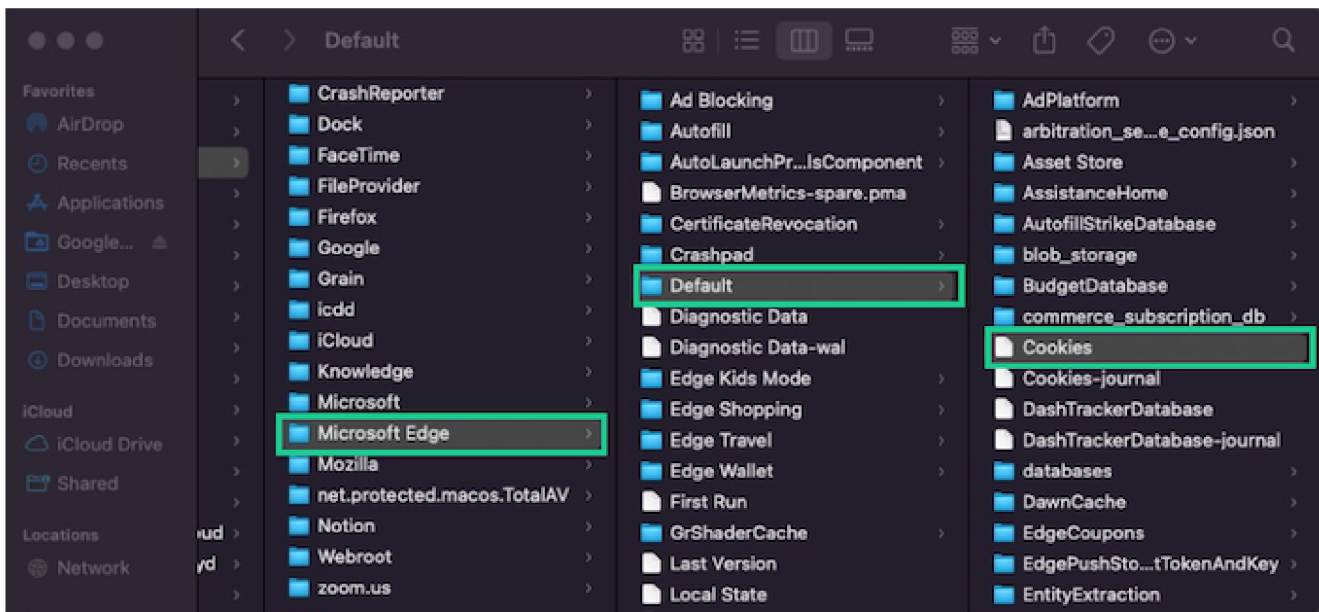 Default
Favorites
AirDrop
Recents
Applications
Google...
Desktop
Documents
Downloads
iCloud
iCloud Drive
Shared
Locations
Network
oud
yd
CrashReporter
Dock
FaceTime
FileProvider
Firefox
Google
Grain
icdd
iCloud
Knowledge
Microsoft
Microsoft Edge
Mozilla
net.protected.macos.TotalAV
Notion
Webroot
zoom.us
Ad Blocking
Autofill
AutoLaunchPr...lsComponent
BrowserMetrics-spare.pma
CertificateRevocation
Crashpad
Default
Diagnostic Data
Diagnostic Data-wal
Edge Kids Mode
Edge Shopping
Edge Travel
Edge Wallet
First Run
GrShaderCache
Last Version
Local State
AdPlatform
arbitration_se...e_config.json
Asset Store
AssistanceHome
AutofillStrikeDatabase
blob_storage
BudgetDatabase
commerce_subscription_db
Cookies
Cookies-journal
DashTrackerDatabase
DashTrackerDatabase-journal
databases
DawnCache
EdgeCoupons
EdgePushSto...tTokenAndKey
EntityExtraction